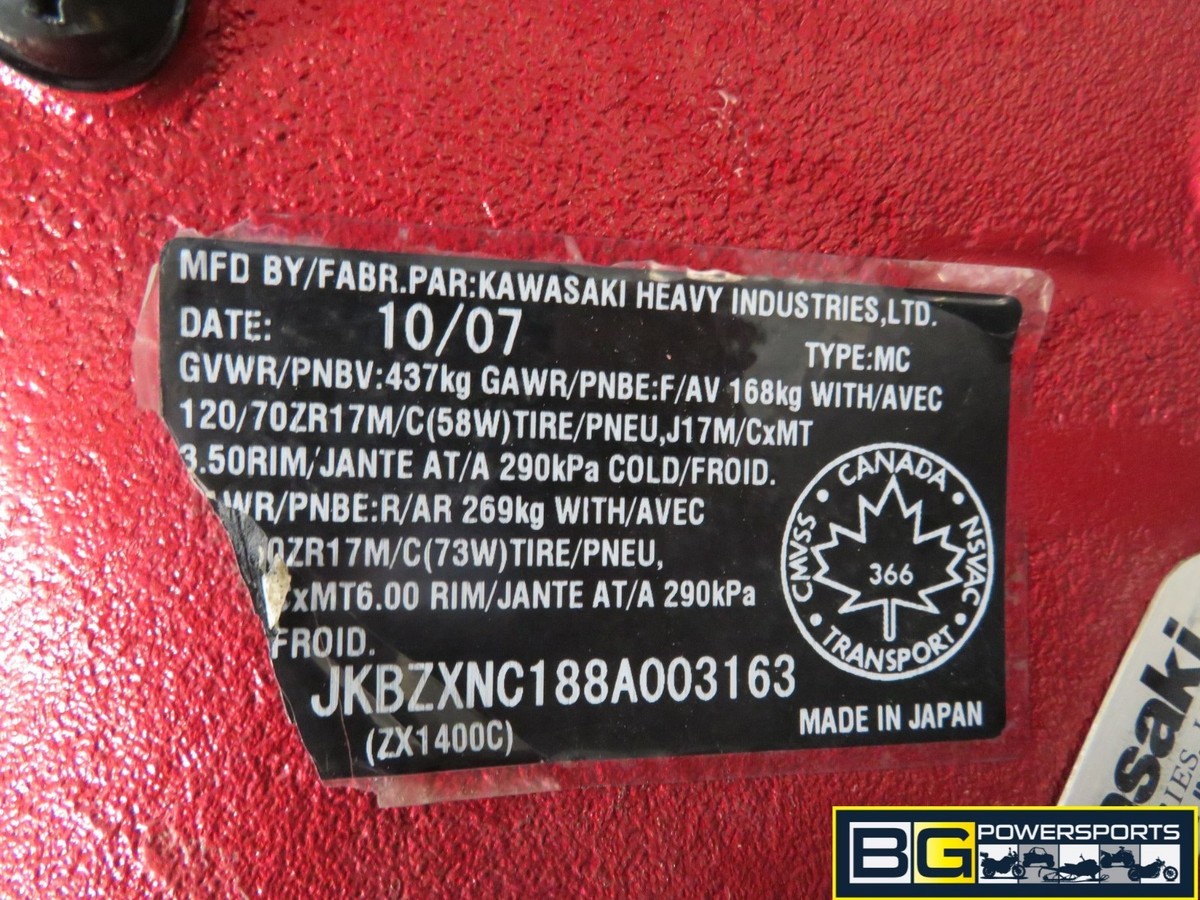 MFD BY/FABR.PAR:KAWASAKI HEAVY INDUSTRIES,LTD.
DATE: 10/07 TYPE:MC
GVWR/PNBV:437kg GAWR/PNBE:F/AV 168kg WITH/AVEC
120/70ZR17M/C(58W)TIRE/PNEU,J17M/CxMT
3.50RIM/JANTE AT/A 290kPa COLD/FROID.
AWR/PNBE:R/AR 269kg WITH/AVEC
0ZR17M/C(73W)TIRE/PNEU,
CxMT6.00 RIM/JANTE AT/A 290kPa
FROID.
JKBZXNC188A003163
(ZX1400C)
MADE IN JAPAN
CANADA
CMVSS
NSVAC
366
TRANSPORT
BG POWERSPORTS